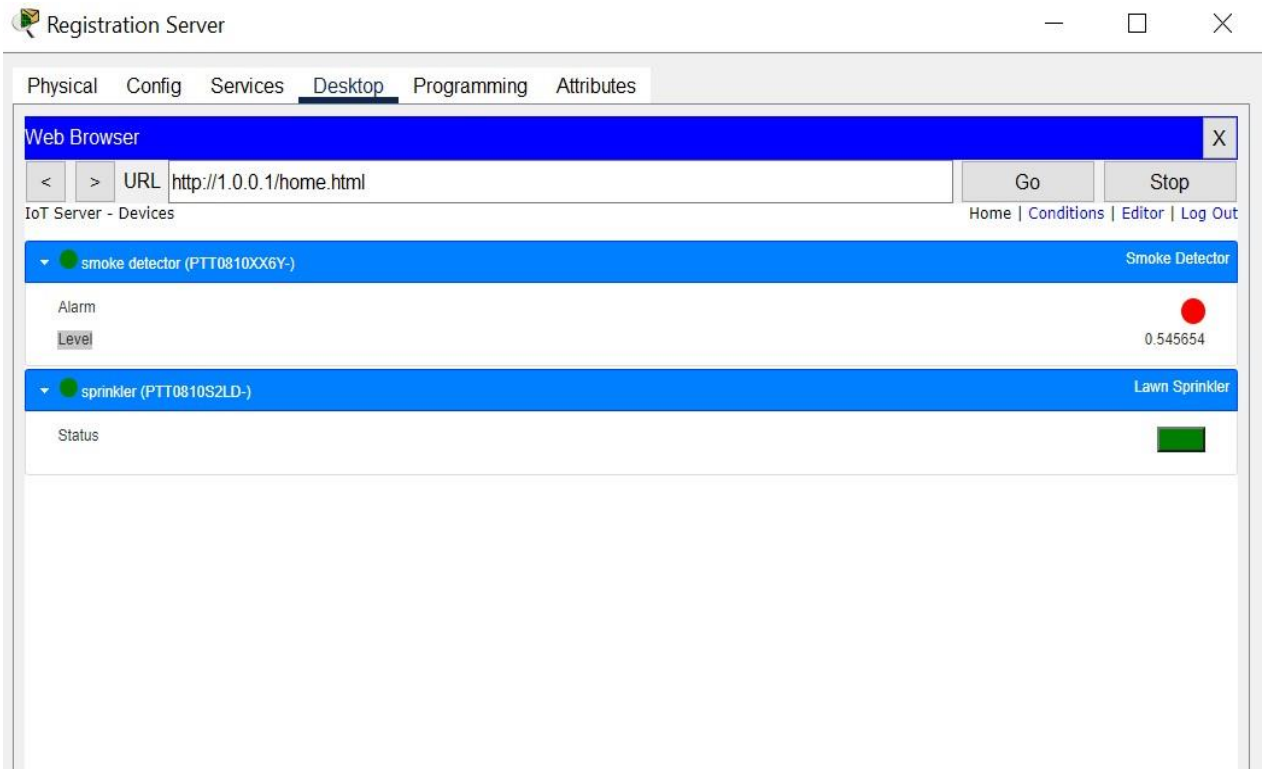 Registration Server
Physical Config Services Desktop Programming Attributes
Web Browser X
< > URL http://1.0.0.1/home.html Go Stop
IoT Server - Devices Home | Conditions | Editor | Log Out
smoke detector (PTT0810XX6Y-) Smoke Detector
Alarm
Level 0.545654
sprinkler (PTT0810S2LD-) Lawn Sprinkler
Status